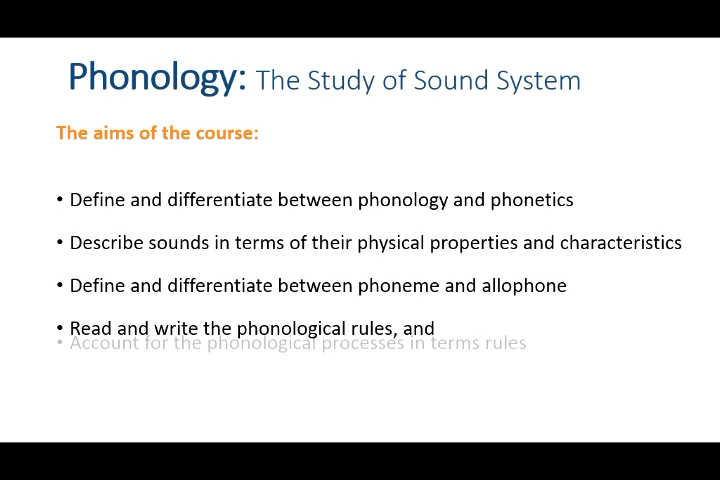 Phonology: The Study of Sound System
The aims of the course:
• Define and differentiate between phonology and phonetics
• Describe sounds in terms of their physical properties and characteristics
• Define and differentiate between phoneme and allophone
• Read and write the phonological rules, and
• Account for the phonological processes in terms rules